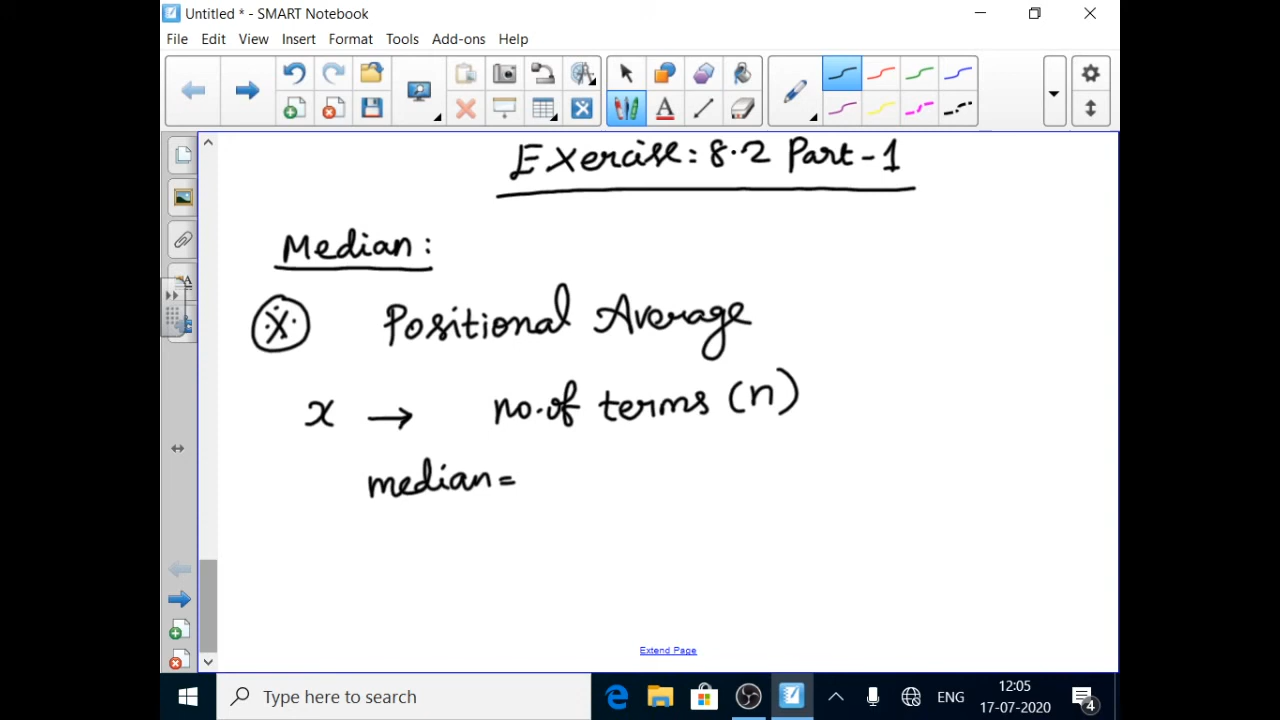 Untitled * - SMART Notebook
File Edit View Insert Format Tools Add-ons Help
Exercise: 8.2 Part-1
Median:
Positional Average
x → no. of terms (n)
median =
Extend Page
Type here to search
ENG
12:05
17-07-2020
4